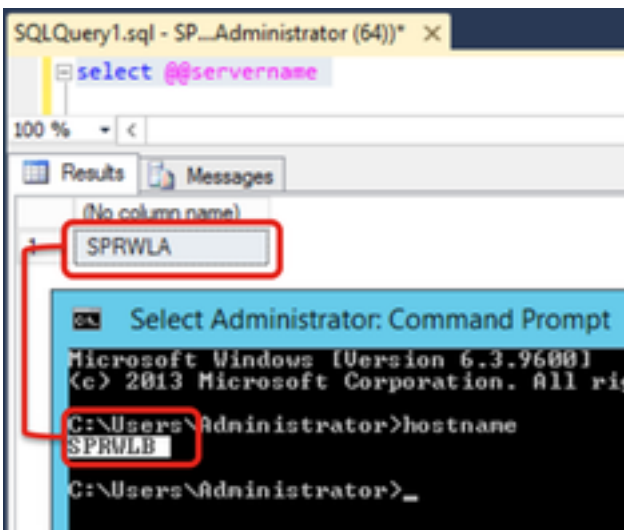 SQLQuery1.sql - SP...Administrator (64))* ×
select @@servername
100 %
Results Messages
(No column name)
1 SPRWLA
Select Administrator: Command Prompt
Microsoft Windows [Version 6.3.9600]
(c) 2013 Microsoft Corporation. All rig
C:\Users\Administrator>hostname
SPRWLB
C:\Users\Administrator>_